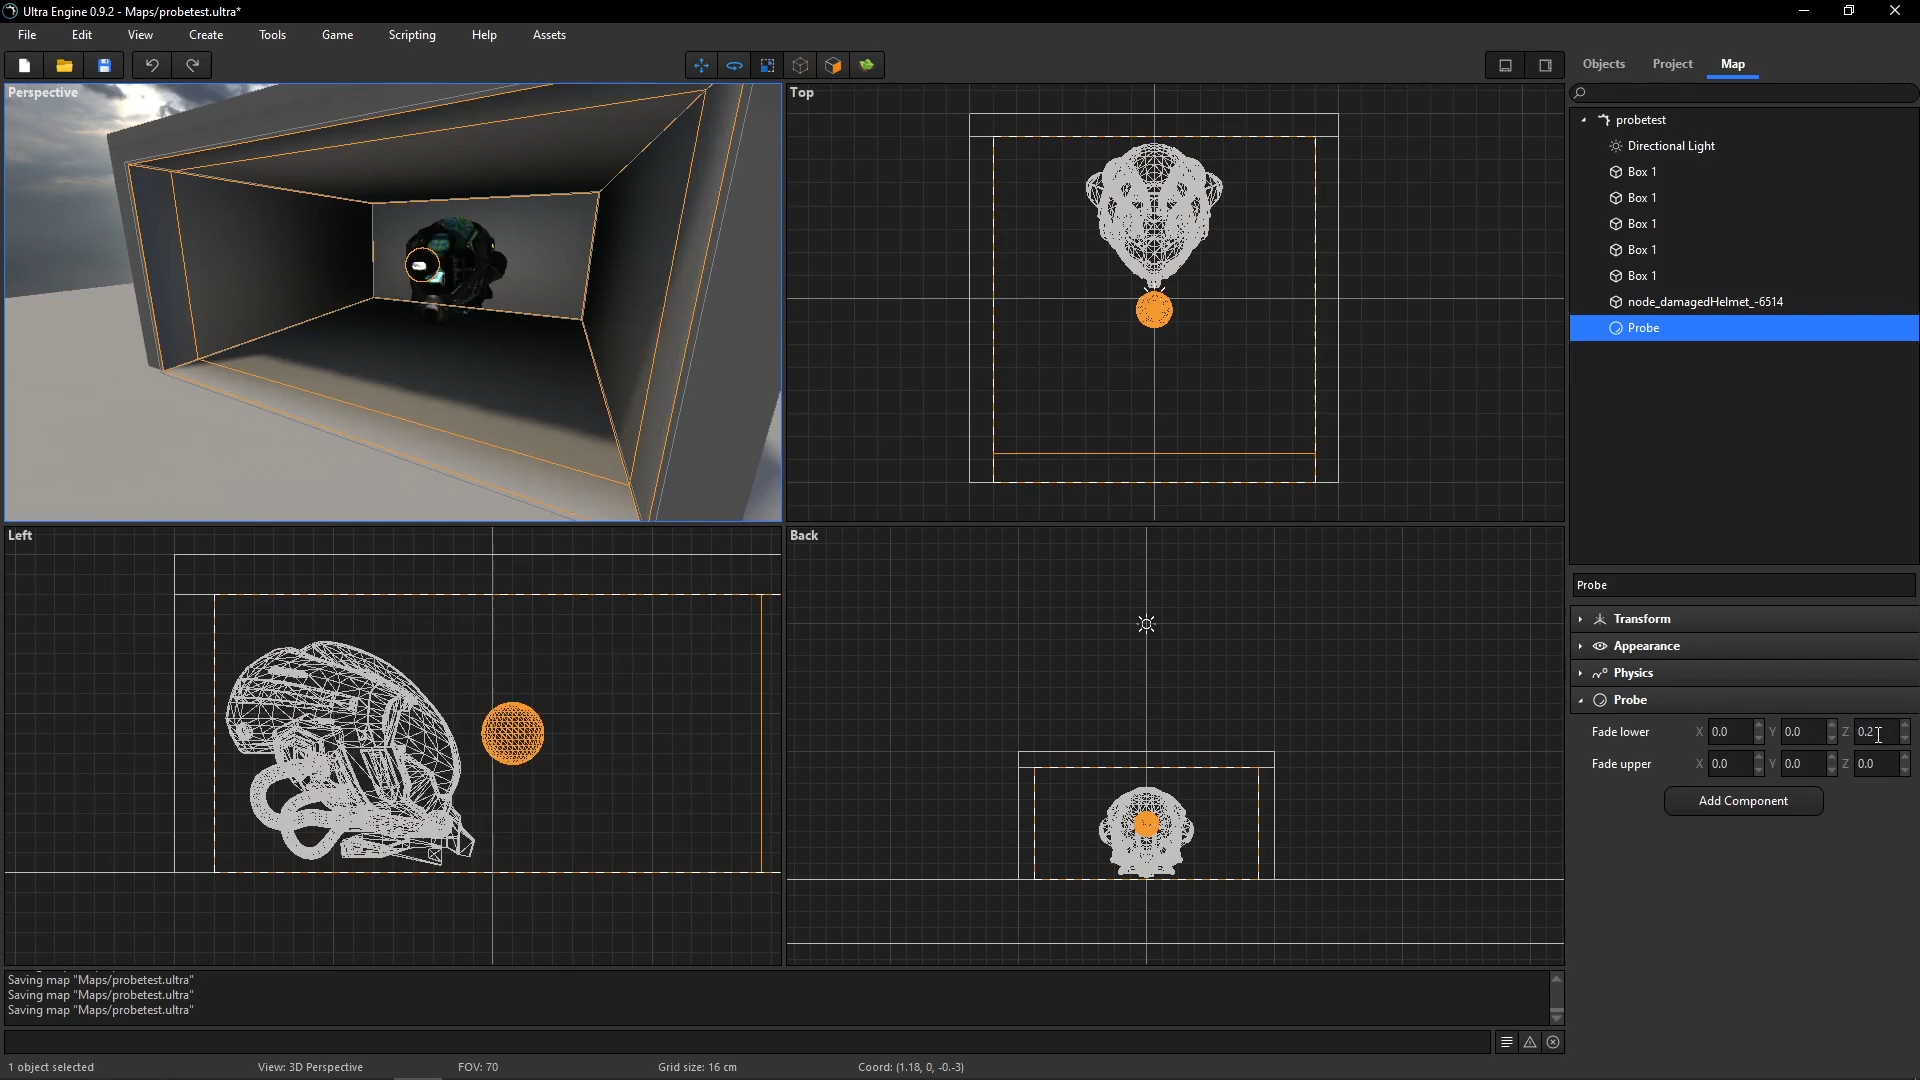 Ultra Engine 0.9.2 - Maps/probetest.ultra*
File Edit View Create Tools Game Scripting Help Assets
Objects Project Map
Perspective
Top
Left
Back
probetest
Directional Light
Box 1
Box 1
Box 1
Box 1
Box 1
node_damagedHelmet_-6514
Probe
Probe
Transform
Appearance
Physics
Probe
Fade lower X 0.0 Y 0.0 Z 0.2
Fade upper X 0.0 Y 0.0 Z 0.0
Add Component
Saving map "Maps/probetest.ultra"
Saving map "Maps/probetest.ultra"
Saving map "Maps/probetest.ultra"
1 object selected View: 3D Perspective FOV: 70 Grid size: 16 cm Coord: (1.18, 0, -0.-3)